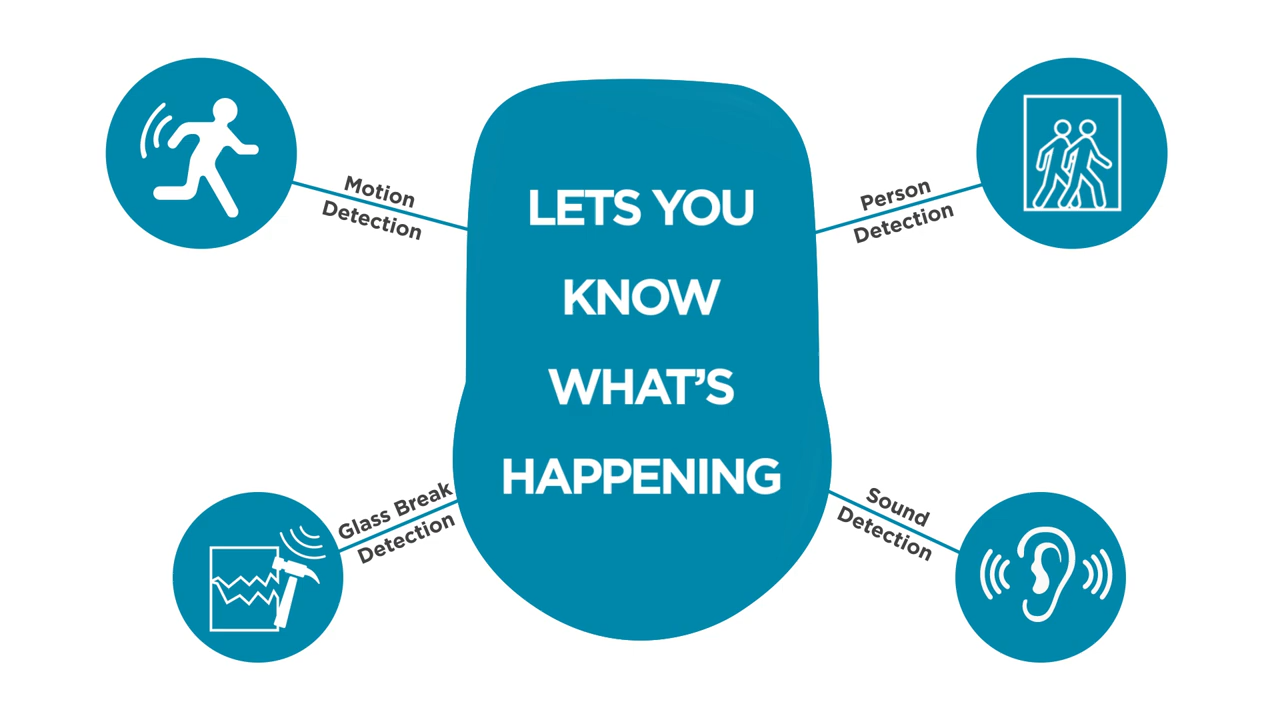 Motion
Detection
Person
Detection
LETS YOU
KNOW
WHAT'S
HAPPENING
Glass Break
Detection
Sound
Detection